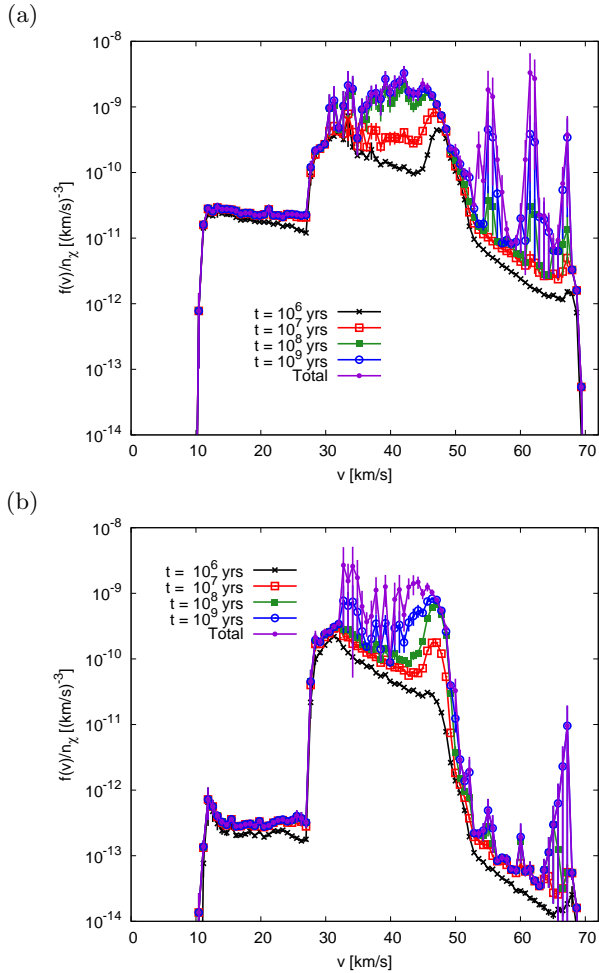 (a)
10^-8
10^-9
10^-10
10^-11
10^-12
10^-13
10^-14
f(v)/n_χ [(km/s)^-3]
t = 10^6 yrs
t = 10^7 yrs
t = 10^8 yrs
t = 10^9 yrs
Total
0 10 20 30 40 50 60 70
v [km/s]
(b)
10^-8
10^-9
10^-10
10^-11
10^-12
10^-13
10^-14
f(v)/n_χ [(km/s)^-3]
t = 10^6 yrs
t = 10^7 yrs
t = 10^8 yrs
t = 10^9 yrs
Total
0 10 20 30 40 50 60 70
v [km/s]